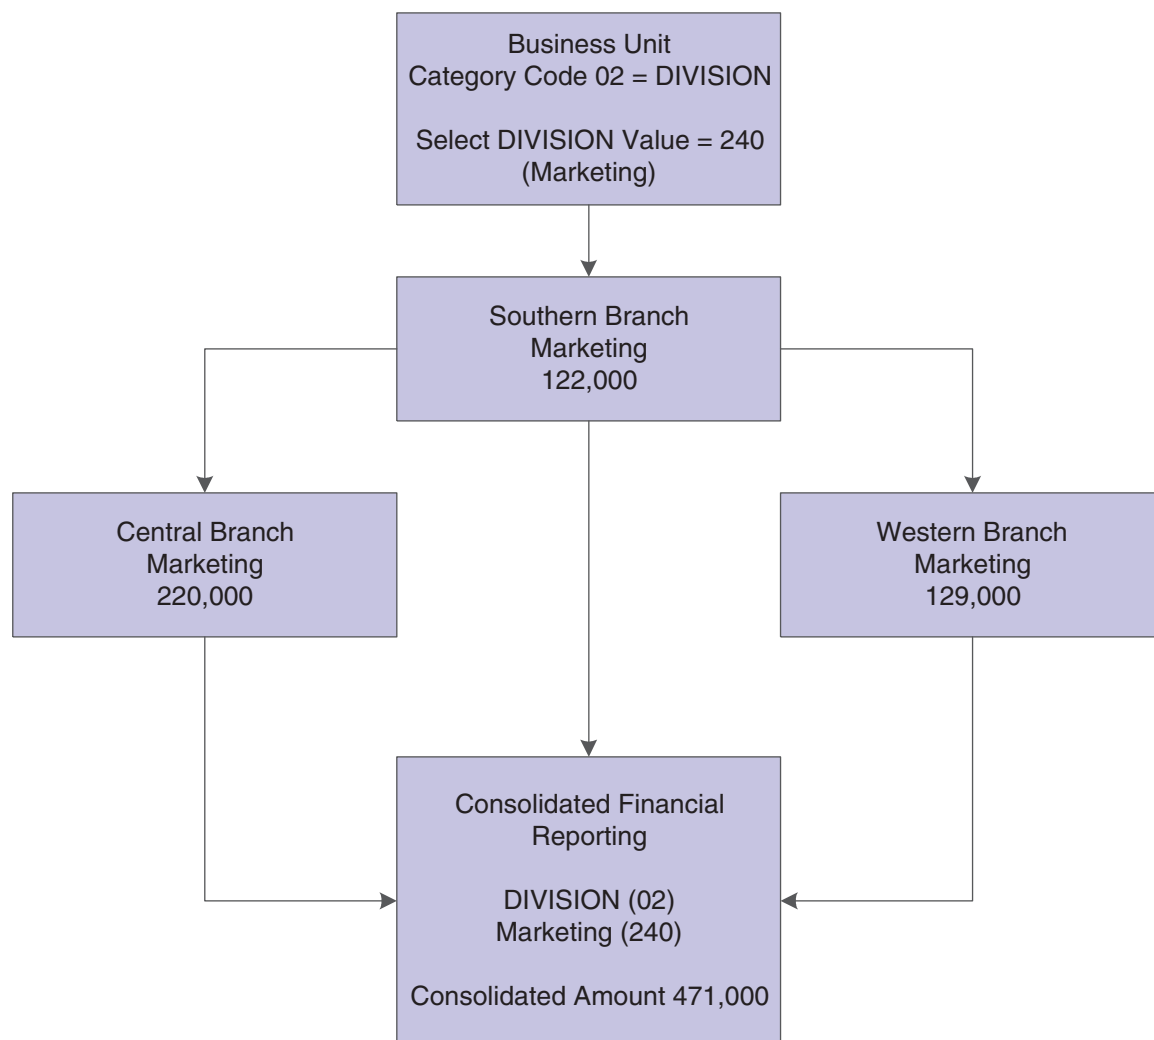 Business Unit
Category Code 02 = DIVISION
Select DIVISION Value = 240
(Marketing)
Southern Branch
Marketing
122,000
Central Branch
Marketing
220,000
Western Branch
Marketing
129,000
Consolidated Financial
Reporting
DIVISION (02)
Marketing (240)
Consolidated Amount 471,000